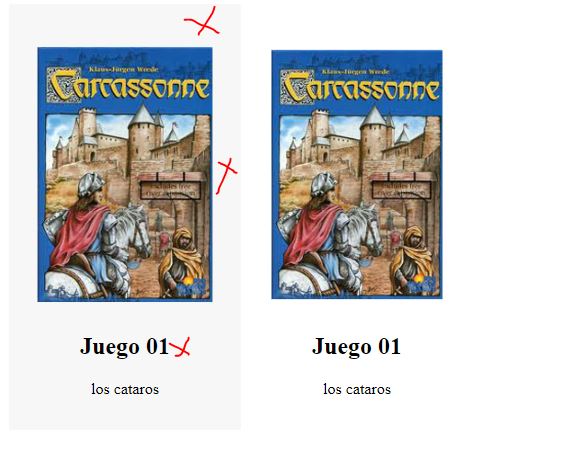 Klaus-Jürgen Wrede
Carcassonne
includes free
river expansion
Juego 01
los cataros
Klaus-Jürgen Wrede
Carcassonne
includes free
river expansion
Juego 01
los cataros